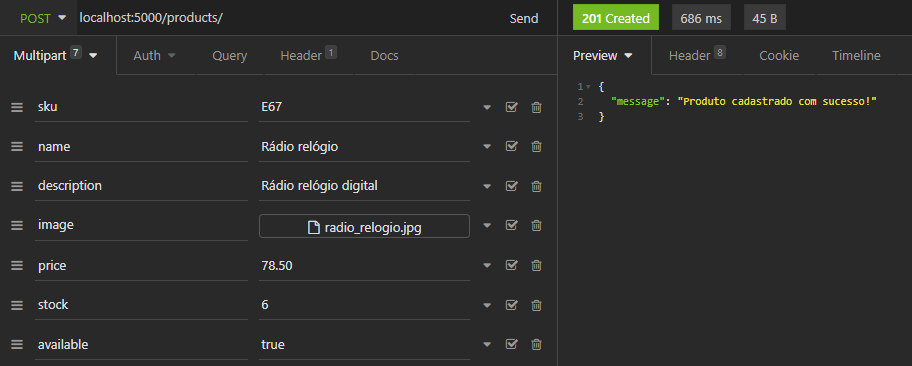 POST localhost:5000/products/ Send
201 Created 686 ms 45 B
Multipart 7 Auth Query Header 1 Docs
Preview Header 8 Cookie Timeline
sku E67
name Rádio relógio
description Rádio relógio digital
image radio_relogio.jpg
price 78.50
stock 6
available true
1 {
2 "message": "Produto cadastrado com sucesso!"
3 }